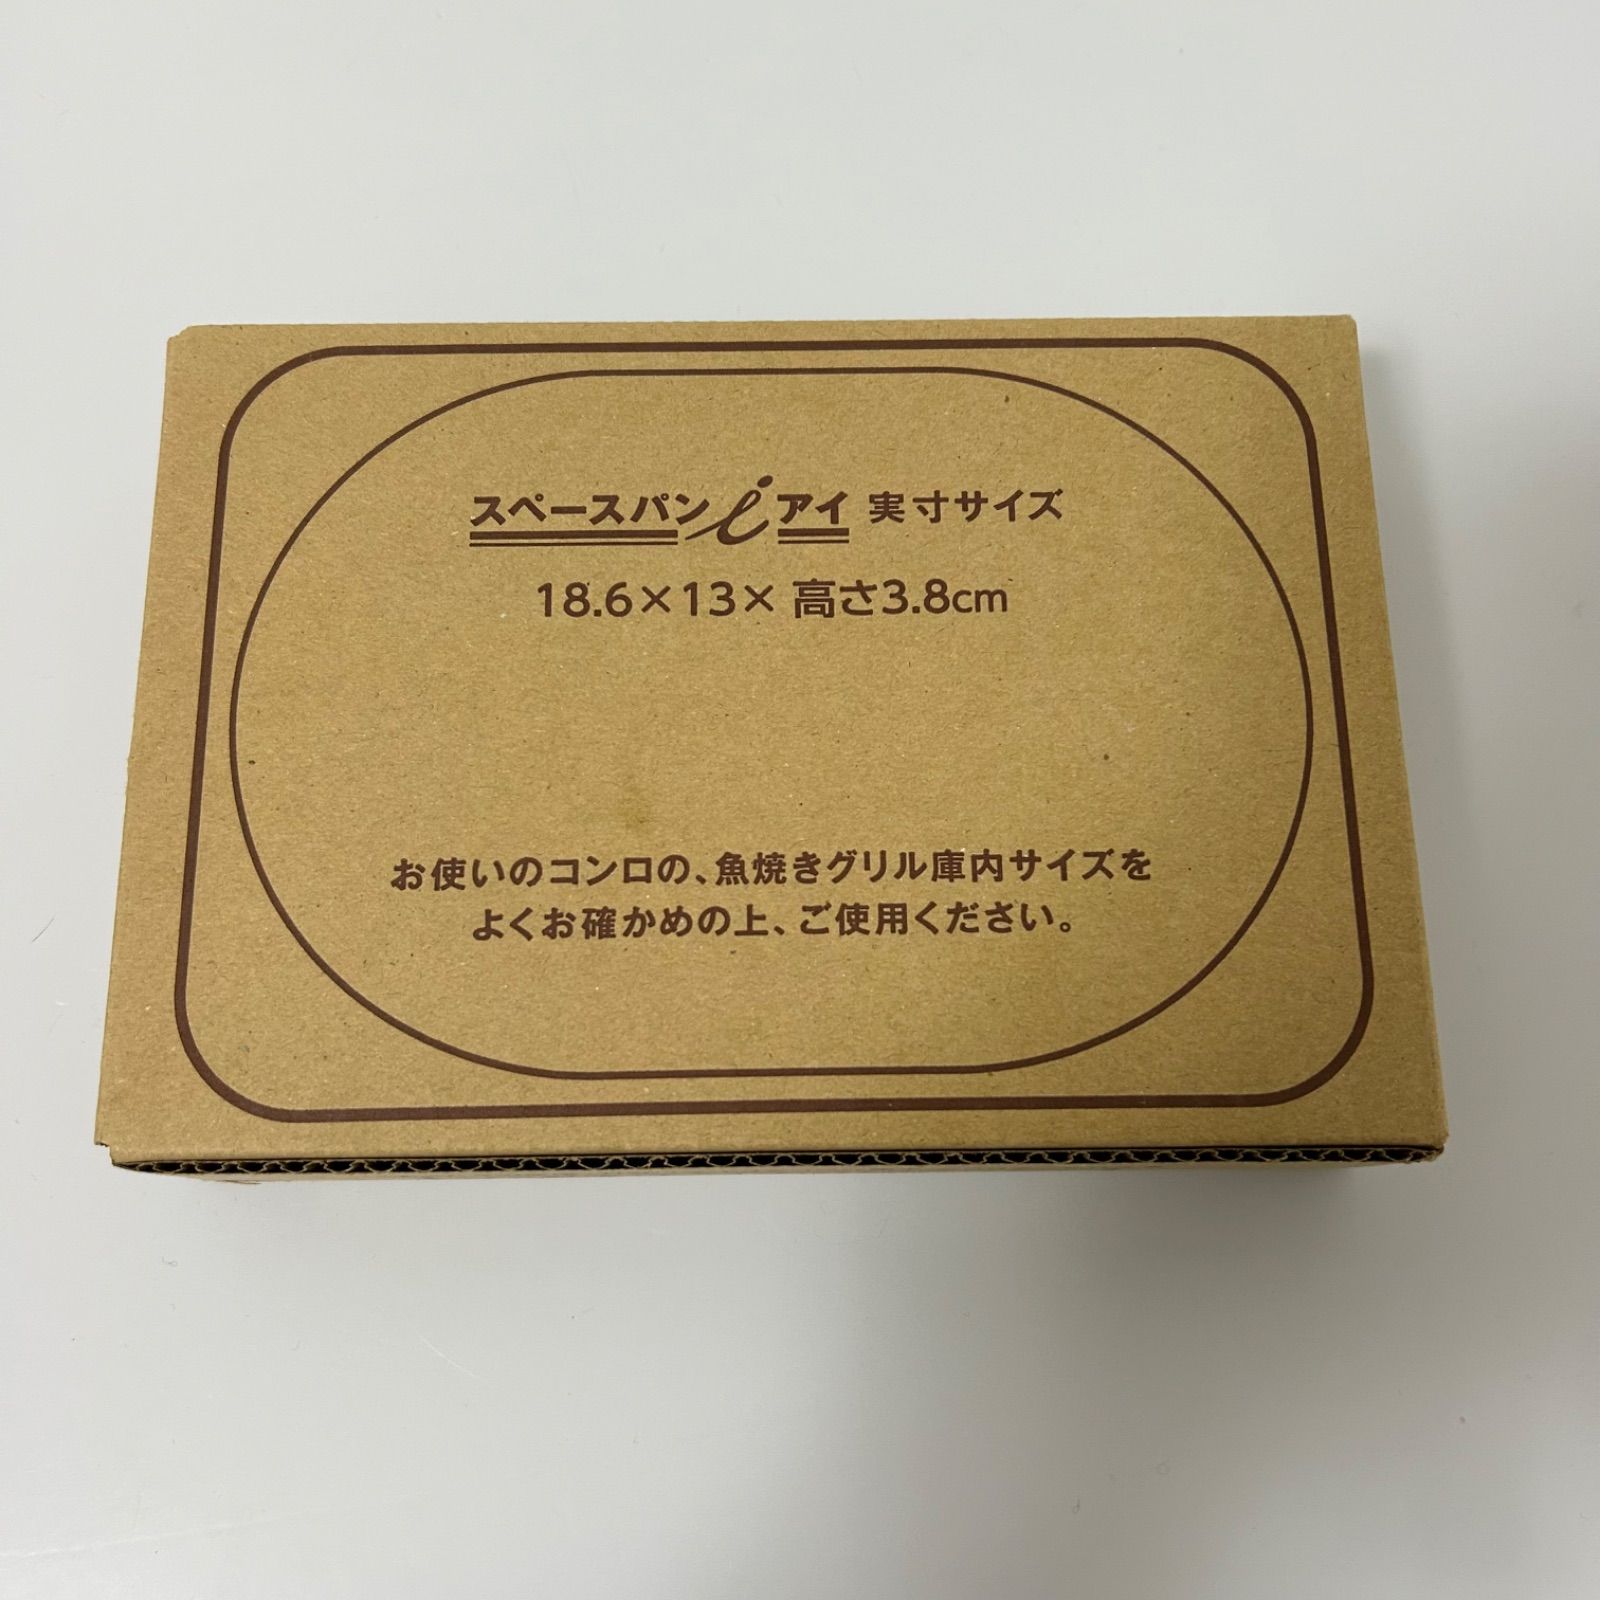 スペースパンiアイ 実寸サイズ
18.6×13× 高さ3.8cm
お使いのコンロの、魚焼きグリル庫内サイズを
よくお確かめの上、ご使用ください。